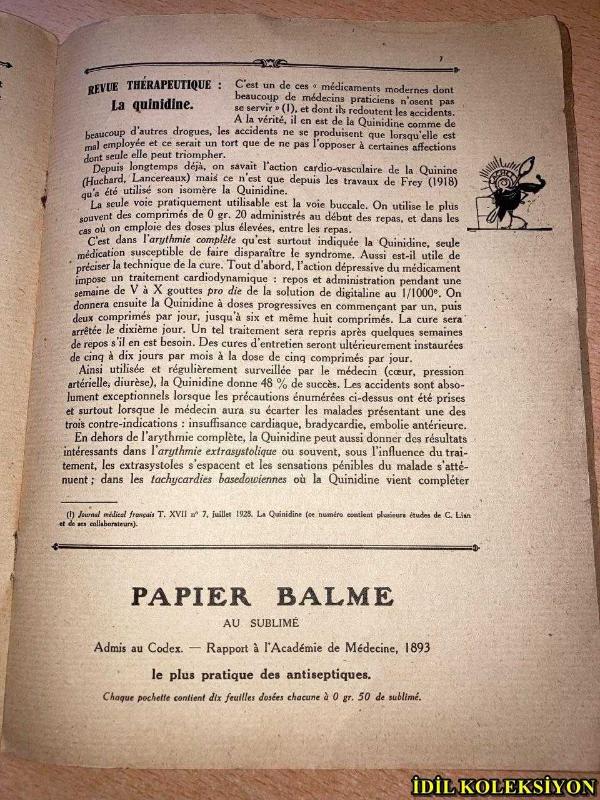 7
REVUE THÉRAPEUTIQUE :
La quinidine.
C'est un de ces « médicaments modernes dont
beaucoup de médecins praticiens n'osent pas
se servir » (1), et dont ils redoutent les accidents.
A la vérité, il en est de la Quinidine comme de
beaucoup d'autres drogues, les accidents ne se produisent que lorsqu'elle est
mal employée et ce serait un tort que de ne pas l'opposer à certaines affections
dont seule elle peut triompher.
Depuis longtemps déjà, on savait l'action cardio-vasculaire de la Quinine
(Huchard, Lancereaux) mais ce n'est que depuis les travaux de Frey (1918)
qu'a été utilisé son isomère la Quinidine.
La seule voie pratiquement utilisable est la voie buccale. On utilise le plus
souvent des comprimés de 0 gr. 20 administrés au début des repas, et dans les
cas où on emploie des doses plus élevées, entre les repas.
C'est dans l'arythmie complète qu'est surtout indiquée la Quinidine, seule
médication susceptible de faire disparaître le syndrome. Aussi est-il utile de
préciser la technique de la cure. Tout d'abord, l'action dépressive du médicament
impose un traitement cardiodynamique : repos et administration pendant une
semaine de V à X gouttes pro die de la solution de digitaline au 1/1000°. On
donnera ensuite la Quinidine à doses progressives en commençant par un, puis
deux comprimés par jour, jusqu'à six et même huit comprimés. La cure sera
arrêtée le dixième jour. Un tel traitement sera repris après quelques semaines
de repos s'il en est besoin. Des cures d'entretien seront ultérieurement instaurées
de cinq à dix jours par mois à la dose de cinq comprimés par jour.
Ainsi utilisée et régulièrement surveillée par le médecin (cœur, pression
artérielle, diurèse), la Quinidine donne 48 % de succès. Les accidents sont abso-
lument exceptionnels lorsque les précautions énumérées ci-dessus ont été prises
et surtout lorsque le médecin aura su écarter les malades présentant une des
trois contre-indications : insuffisance cardiaque, bradycardie, embolie antérieure.
En dehors de l'arythmie complète, la Quinidine peut aussi donner des résultats
intéressants dans l'arythmie extrasystolique ou souvent, sous l'influence du trai-
tement, les extrasystoles s'espacent et les sensations pénibles du malade s'atté-
nuent ; dans les tachycardies basedowiennes où la Quinidine vient compléter
(1) Journal médical français T. XVII n° 7, juillet 1928. La Quinidine (ce numéro contient plusieurs études de C. Lian
et de ses collaborateurs).
PAPIER BALME
AU SUBLIMÉ
Admis au Codex. — Rapport à l'Académie de Médecine, 1893
le plus pratique des antiseptiques.
Chaque pochette contient dix feuilles dosées chacune à 0 gr. 50 de sublimé.
İDİL KOLEKSİYON